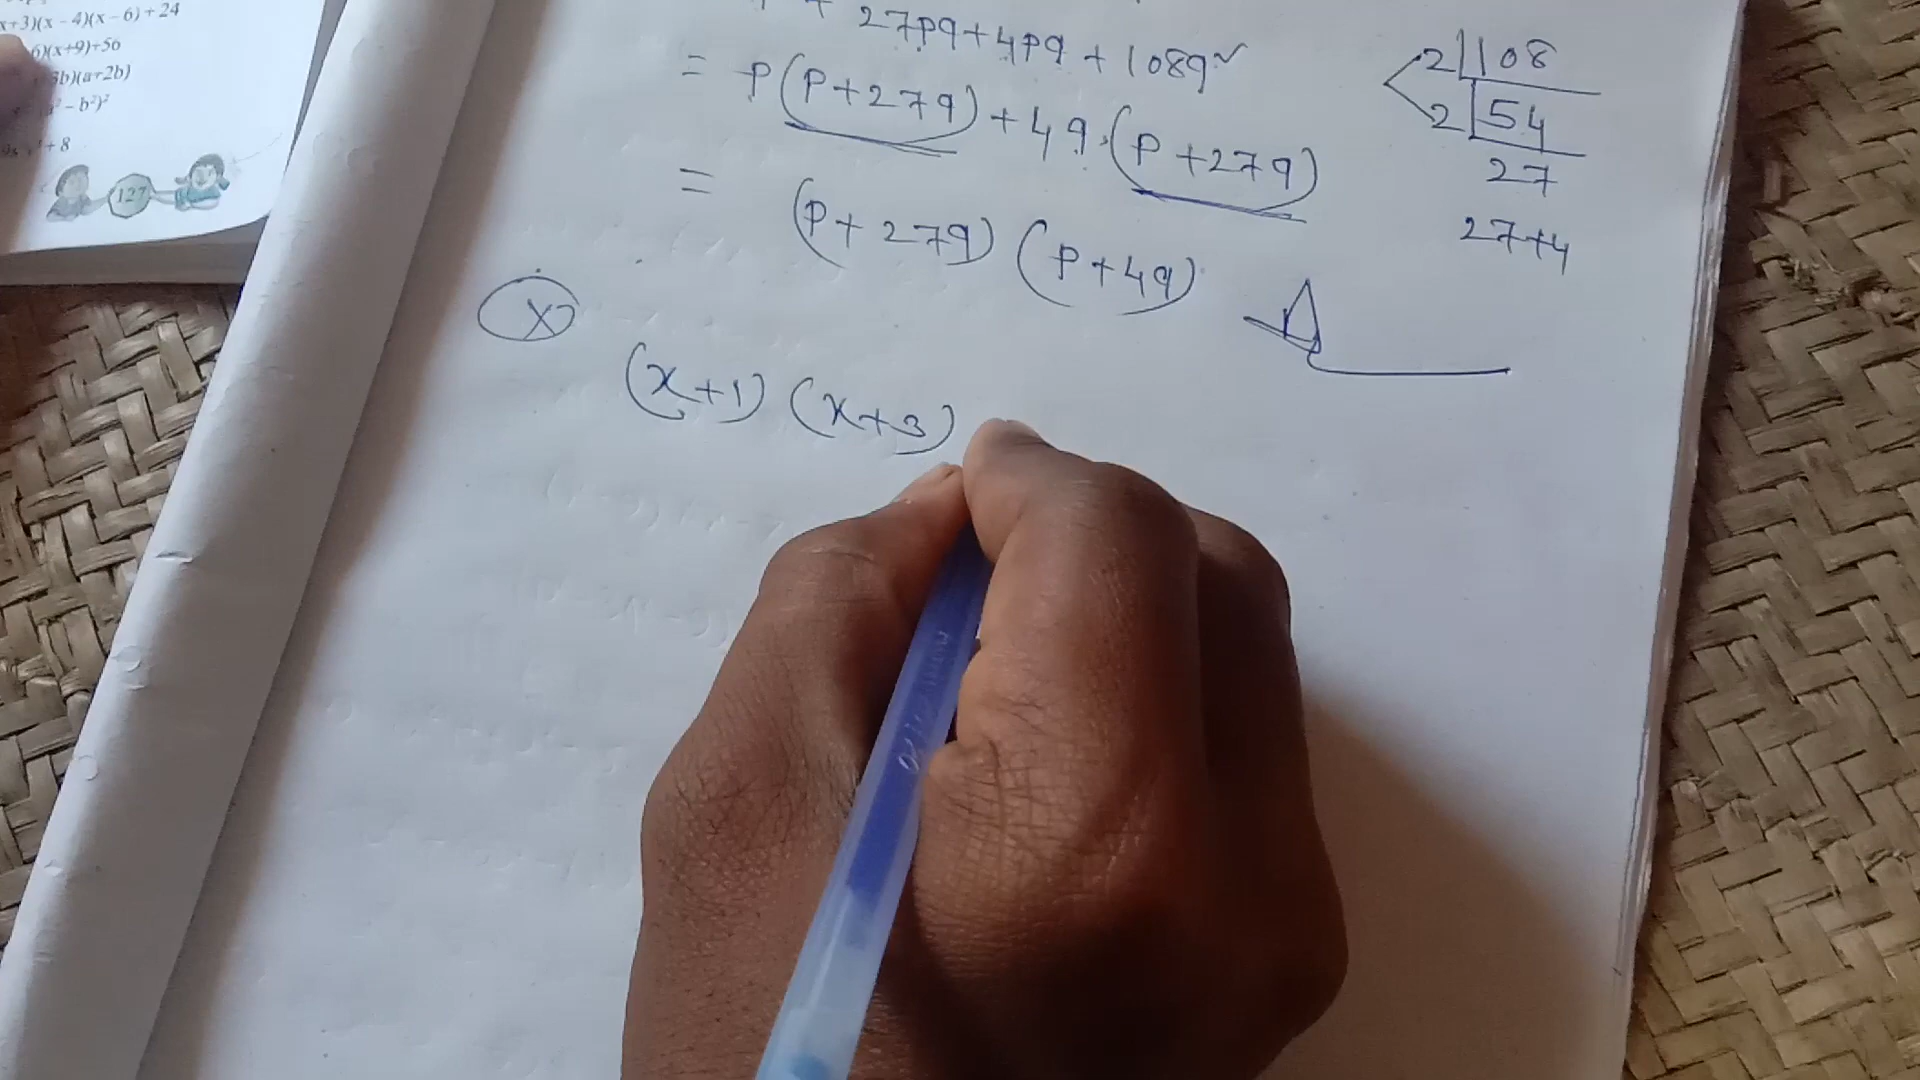 x+3)(x - 4)(x - 6) + 24
6)(x+9)+56
3b)(a+2b)
- b²)²
+ 8
127
+ 27pq+4pq + 108q²
= p(p+27q)+4q.(p+27q)
= (p+27q) (p+4q)
2 108
2 54
27
27+4
x
(x+1) (x+3)